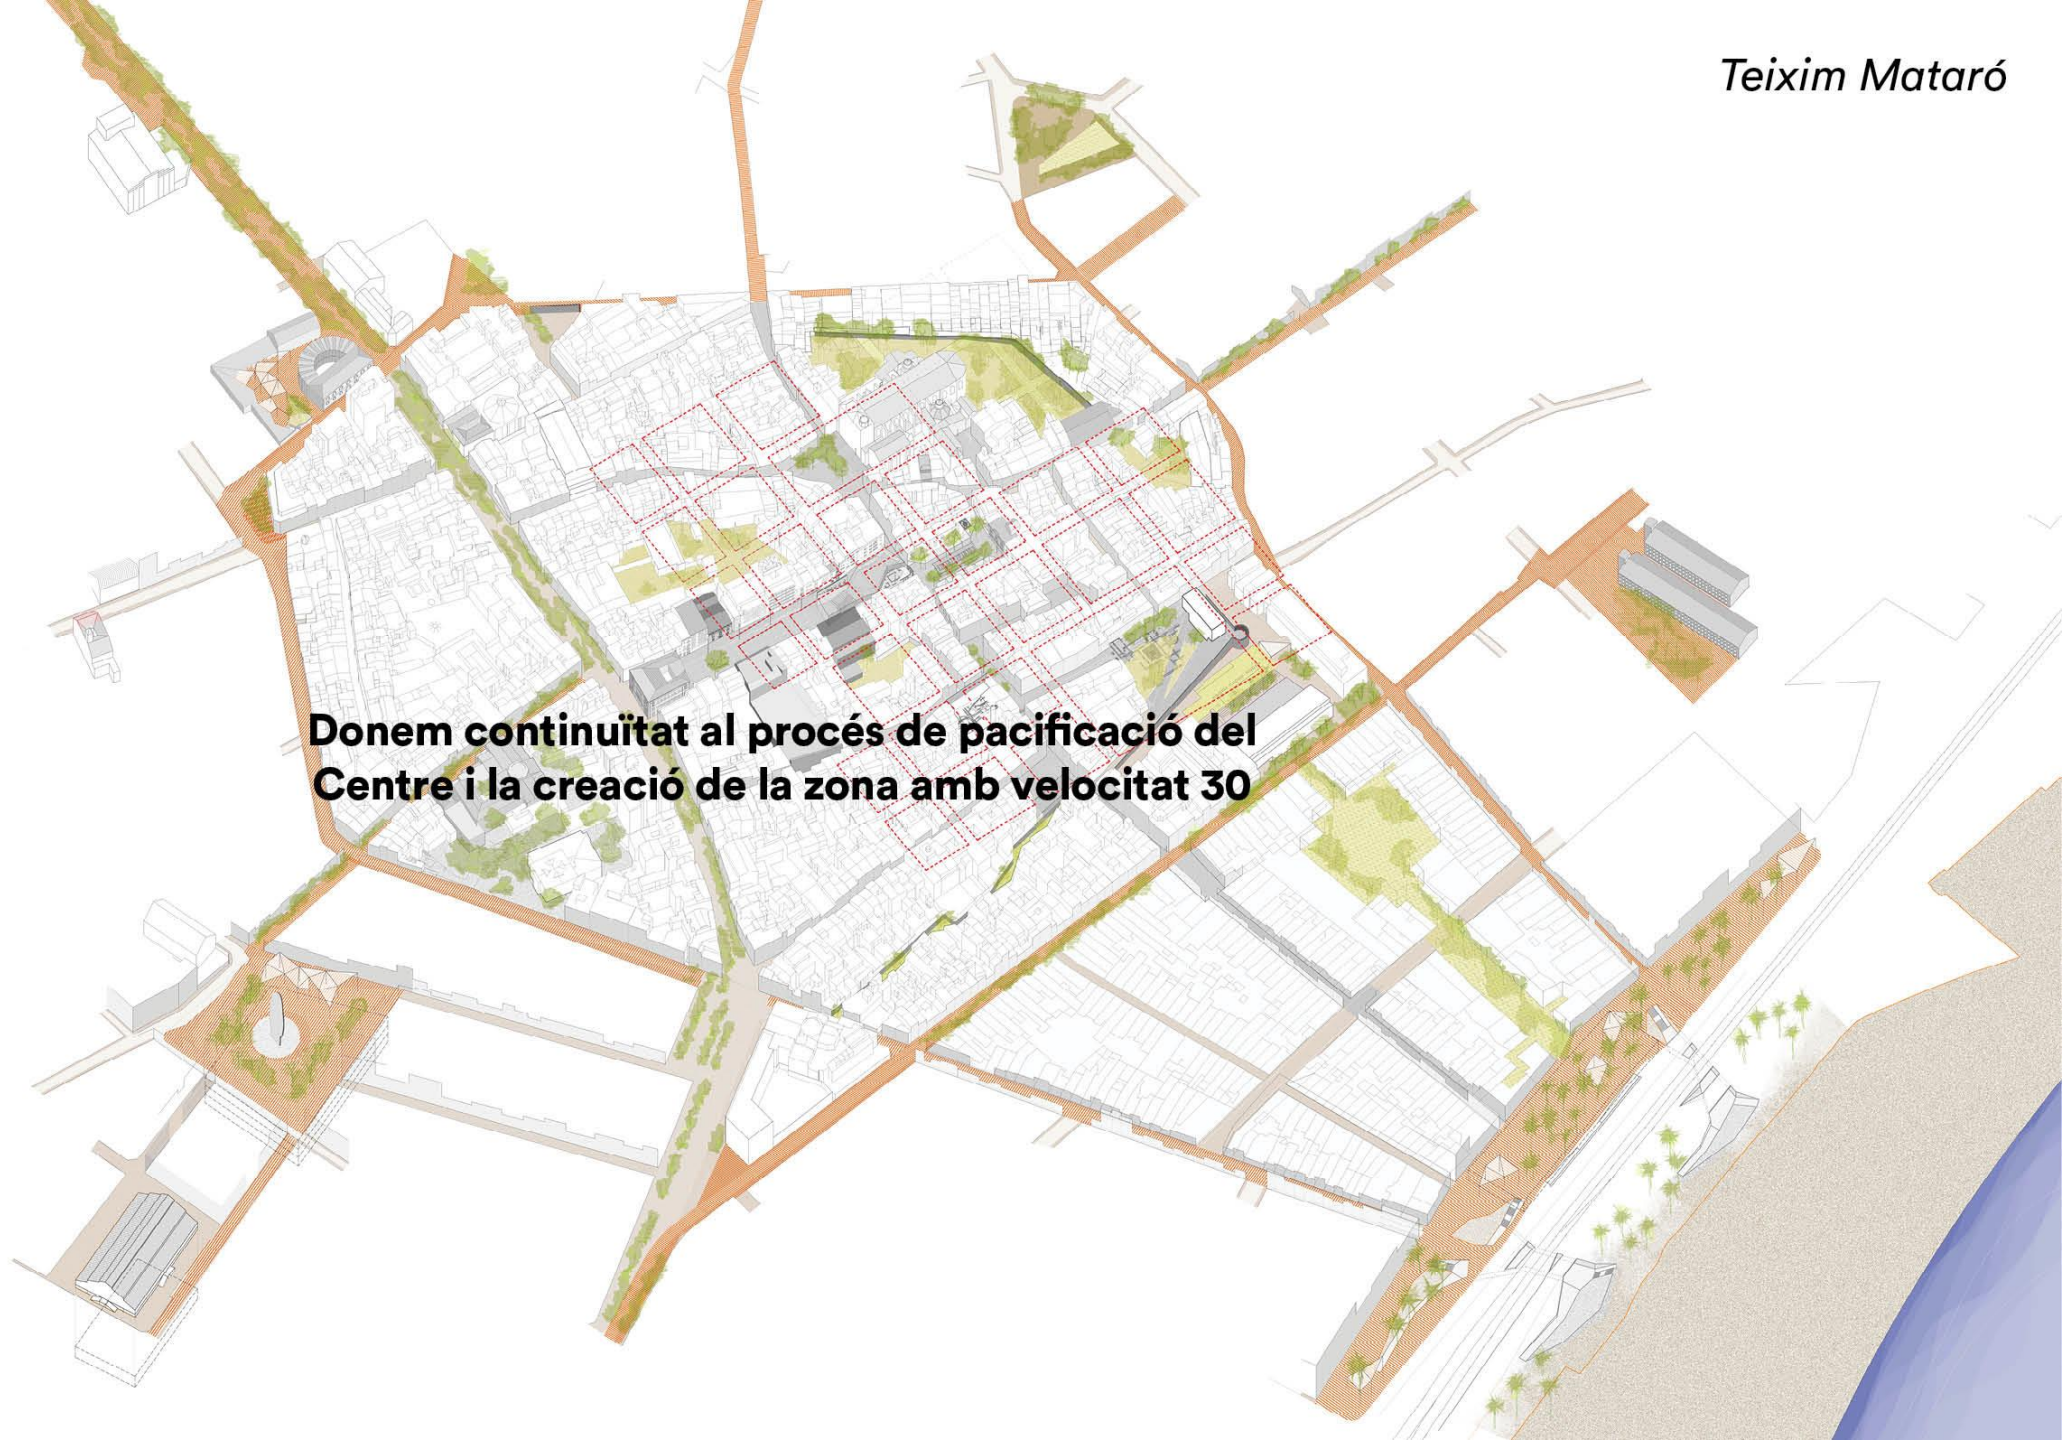 Teixim Mataró
Donem continuïtat al procés de pacificació del
Centre i la creació de la zona amb velocitat 30